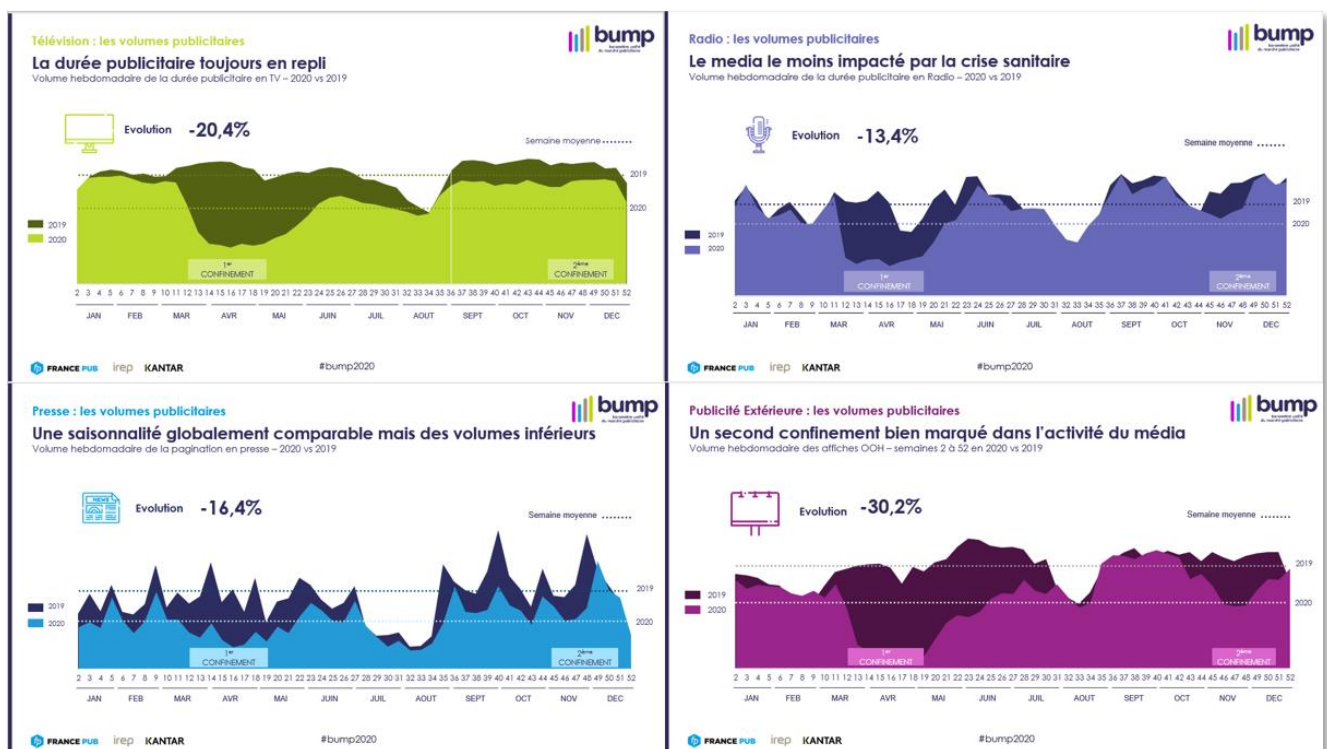 Télévision : les volumes publicitaires
bump
La durée publicitaire toujours en repli
Volume hebdomadaire de la durée publicitaire en TV – 2020 vs 2019
Evolution -20,4%
Semaine moyenne ........
2019
2020
2019
2020
1er
CONFINEMENT
2ème
CONFINEMENT
2 3 4 5 6 7 8 9 10 11 12 13 14 15 16 17 18 19 20 21 22 23 24 25 26 27 28 29 30 31 32 33 34 35 36 37 38 39 40 41 42 43 44 45 46 47 48 49 50 51 52
JAN FEB MAR AVR MAI JUIN JUIL AOUT SEPT OCT NOV DEC
FRANCE PUB irep KANTAR #bump2020
Radio : les volumes publicitaires
bump
Le media le moins impacté par la crise sanitaire
Volume hebdomadaire de la durée publicitaire en Radio – 2020 vs 2019
Evolution -13,4%
Semaine moyenne ........
2019
2020
2019
2020
1er
CONFINEMENT
2ème
CONFINEMENT
2 3 4 5 6 7 8 9 10 11 12 13 14 15 16 17 18 19 20 21 22 23 24 25 26 27 28 29 30 31 32 33 34 35 36 37 38 39 40 41 42 43 44 45 46 47 48 49 50 51 52
JAN FEB MAR AVR MAI JUIN JUIL AOUT SEPT OCT NOV DEC
FRANCE PUB irep KANTAR #bump2020
Presse : les volumes publicitaires
bump
Une saisonnalité globalement comparable mais des volumes inférieurs
Volume hebdomadaire de la pagination en presse – 2020 vs 2019
NEWS
Evolution -16,4%
Semaine moyenne ........
2019
2020
2019
2020
1er
CONFINEMENT
2ème
CONFINEMENT
2 3 4 5 6 7 8 9 10 11 12 13 14 15 16 17 18 19 20 21 22 23 24 25 26 27 28 29 30 31 32 33 34 35 36 37 38 39 40 41 42 43 44 45 46 47 48 49 50 51 52
JAN FEB MAR AVR MAI JUIN JUIL AOUT SEPT OCT NOV DEC
FRANCE PUB irep KANTAR #bump2020
Publicité Extérieure : les volumes publicitaires
bump
Un second confinement bien marqué dans l'activité du média
Volume hebdomadaire des affiches OOH – semaines 2 à 52 en 2020 vs 2019
Evolution -30,2%
Semaine moyenne ........
2019
2020
2019
2020
1er
CONFINEMENT
2ème
CONFINEMENT
2 3 4 5 6 7 8 9 10 11 12 13 14 15 16 17 18 19 20 21 22 23 24 25 26 27 28 29 30 31 32 33 34 35 36 37 38 39 40 41 42 43 44 45 46 47 48 49 50 51 52
JAN FEB MAR AVR MAI JUIN JUIL AOUT SEPT OCT NOV DEC
FRANCE PUB irep KANTAR #bump2020